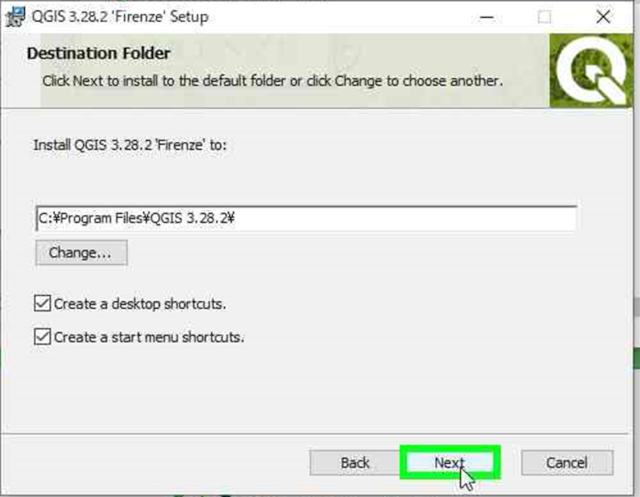 QGIS 3.28.2 'Firenze' Setup
Destination Folder
Click Next to install to the default folder or click Change to choose another.
Install QGIS 3.28.2 'Firenze' to:
C:¥Program Files¥QGIS 3.28.2¥
Change...
Create a desktop shortcuts.
Create a start menu shortcuts.
Back
Next
Cancel